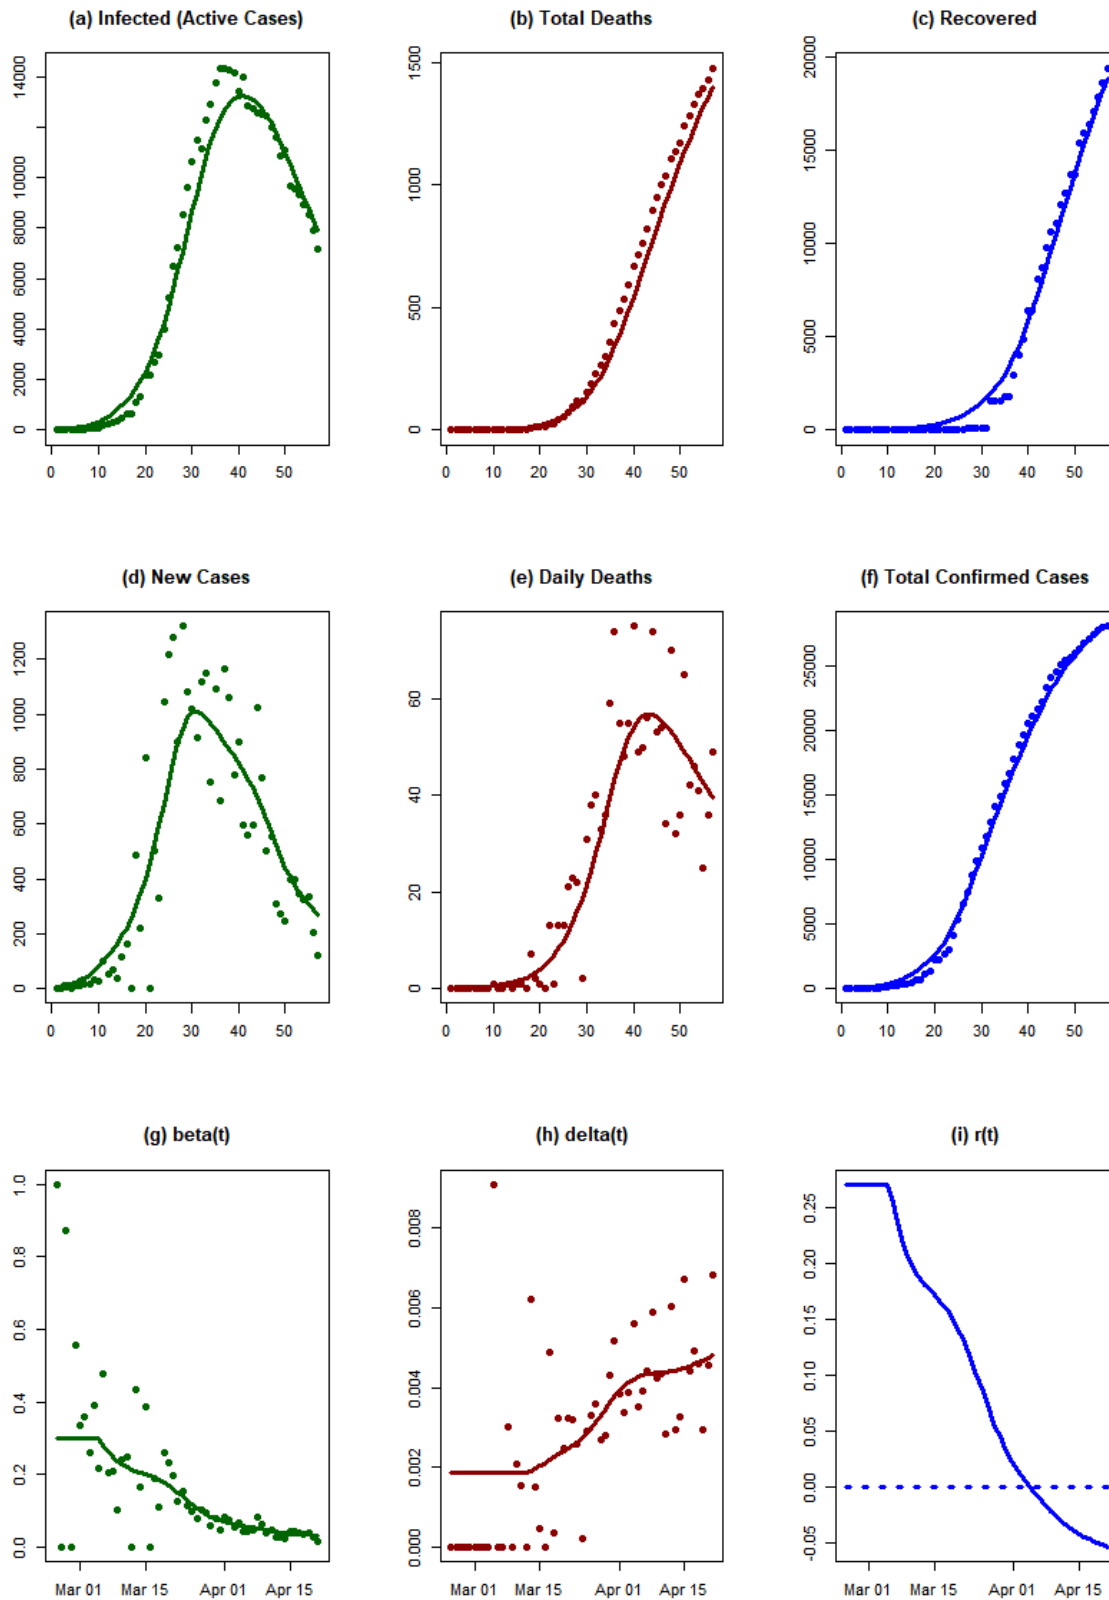 (a) Infected (Active Cases)
(b) Total Deaths
(c) Recovered
0 2000 4000 6000 8000 10000 14000
0 500 1000 1500
0 5000 10000 15000 20000
0 10 20 30 40 50
0 10 20 30 40 50
0 10 20 30 40 50
(d) New Cases
(e) Daily Deaths
(f) Total Confirmed Cases
0 200 400 600 800 1000 1200
0 20 40 60
0 5000 10000 15000 20000 25000
0 10 20 30 40 50
0 10 20 30 40 50
0 10 20 30 40 50
(g) beta(t)
(h) delta(t)
(i) r(t)
0.0 0.2 0.4 0.6 0.8 1.0
0.000 0.002 0.004 0.006 0.008
-0.05 0.00 0.05 0.10 0.15 0.20 0.25
Mar 01 Mar 15 Apr 01 Apr 15
Mar 01 Mar 15 Apr 01 Apr 15
Mar 01 Mar 15 Apr 01 Apr 15